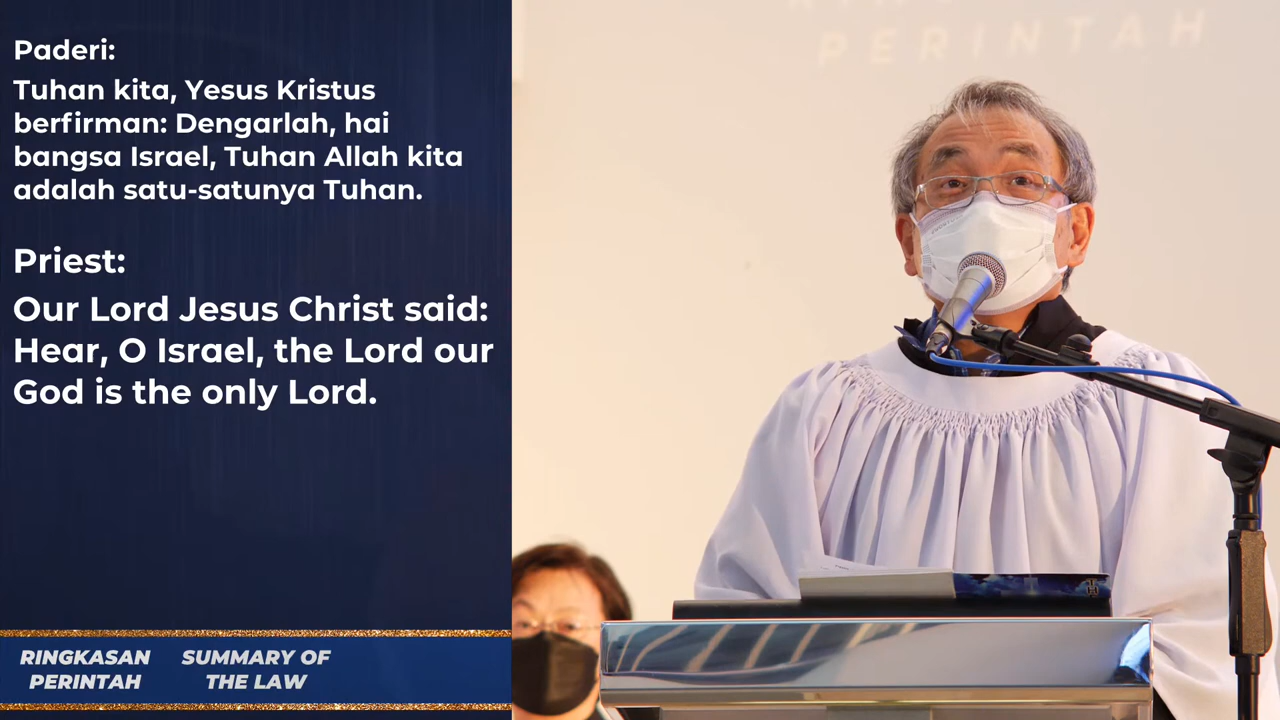 Paderi:
Tuhan kita, Yesus Kristus
berfirman: Dengarlah, hai
bangsa Israel, Tuhan Allah kita
adalah satu-satunya Tuhan.
Priest:
Our Lord Jesus Christ said:
Hear, O Israel, the Lord our
God is the only Lord.
RINGKASAN
PERINTAH
SUMMARY OF
THE LAW
PERINTAH